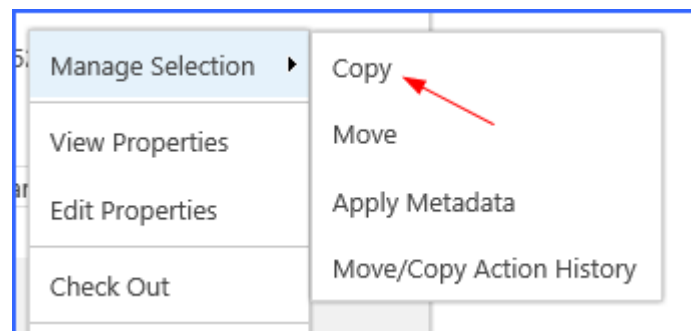 Manage Selection
View Properties
Edit Properties
Check Out
Copy
Move
Apply Metadata
Move/Copy Action History